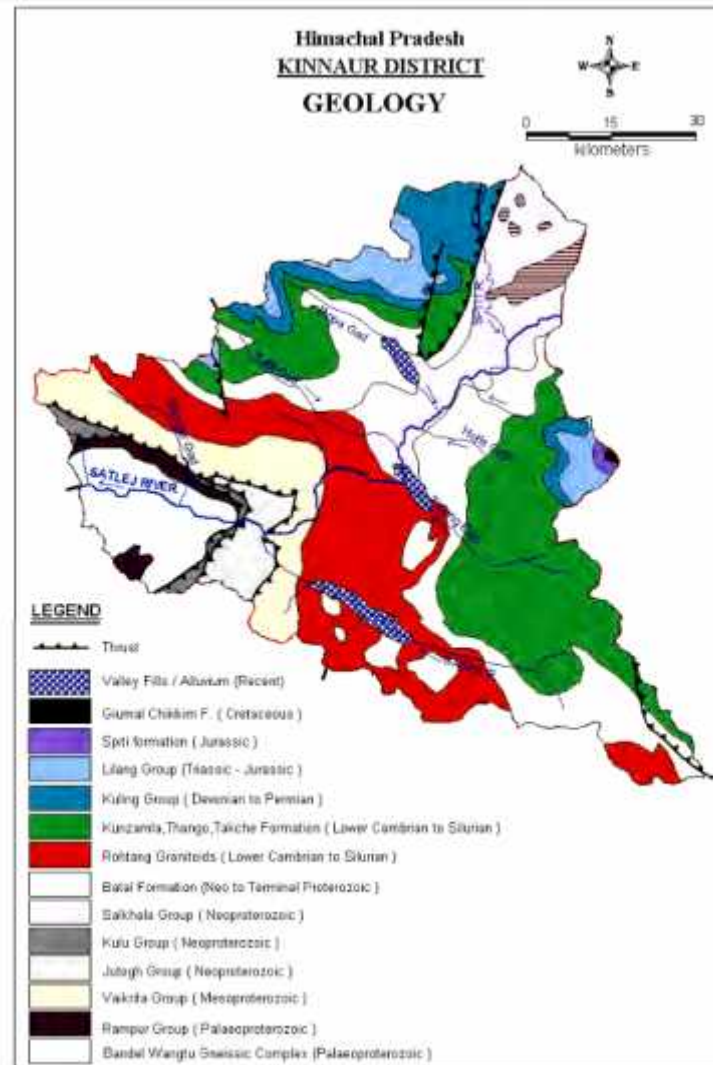 Himachal Pradesh
KINNAUR DISTRICT
GEOLOGY
N
W E
S
0 15 30
kilometers
SPITI R
Ropa Gad
SATLEJ RIVER
LEGEND
Thrust
Valley Fills / Alluvium (Recent)
Giumal Chikkim F. ( Cretaceous )
Spiti formation ( Jurassic )
Lilang Group (Triassic - Jurassic )
Kuling Group ( Devonian to Permian )
Kunzamla,Thango,Takche Formation ( Lower Cambrian to Silurian )
Rohtang Granitoids ( Lower Cambrian to Silurian )
Batal Formation (Neo to Terminal Proterozoic )
Salkhala Group ( Neoproterozoic )
Kulu Group ( Neoproterozoic )
Jutogh Group ( Neoproterozoic )
Vaikrita Group ( Mesoproterozoic )
Rampur Group ( Palaeoproterozoic )
Bandel Wangtu Gneissic Complex (Palaeoproterozoic )